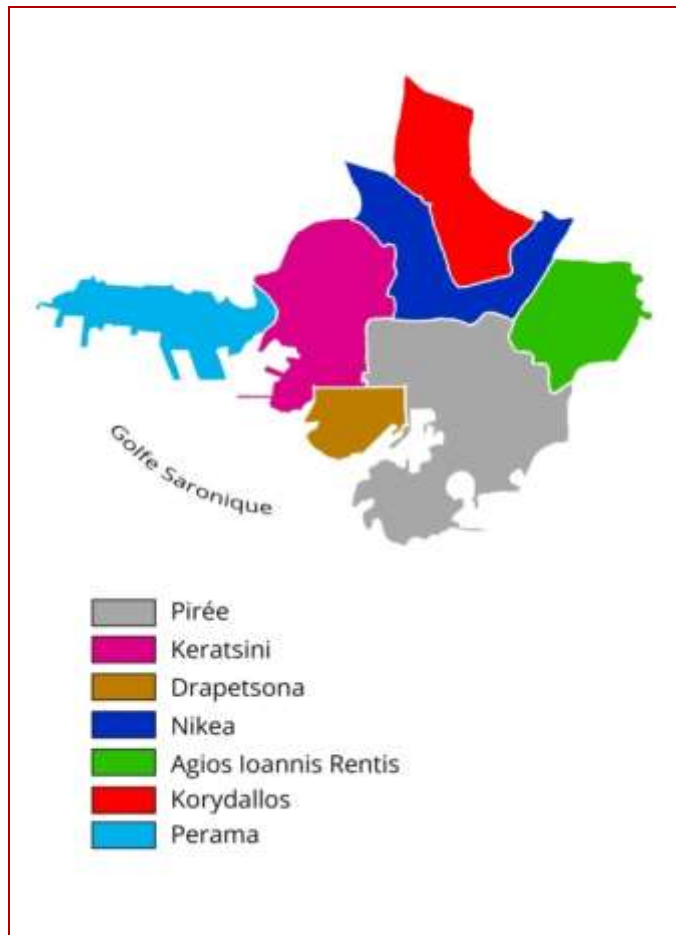 Golfe Saronique
Pirée
Keratsini
Drapetsona
Nikea
Agios Ioannis Rentis
Korydallos
Perama